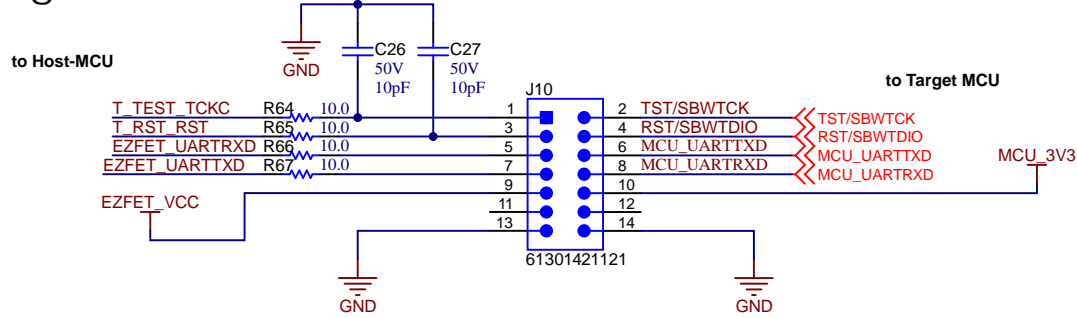 to Host-MCU
GND
C26
50V
10pF
C27
50V
10pF
to Target MCU
J10
T_TEST_TCKC R64 10.0 1 2 TST/SBWTCK TST/SBWTCK
T_RST_RST R65 10.0 3 4 RST/SBWTDIO RST/SBWTDIO
EZFET_UARTRXD R66 10.0 5 6 MCU_UARTTXD MCU_UARTTXD
EZFET_UARTTXD R67 10.0 7 8 MCU_UARTRXD MCU_UARTRXD
MCU_3V3
9 10
EZFET_VCC
11 12
13 14
61301421121
GND
GND